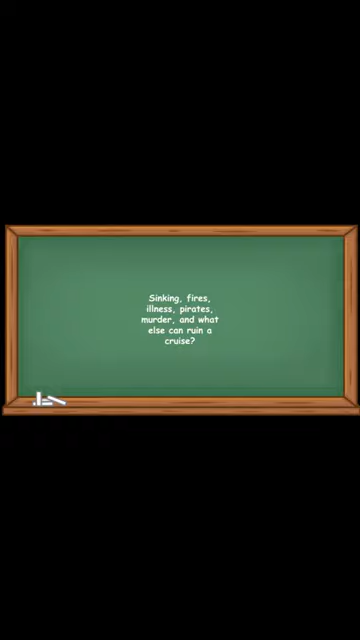 Sinking, fires,
illness, pirates,
murder, and what
else can ruin a
cruise?